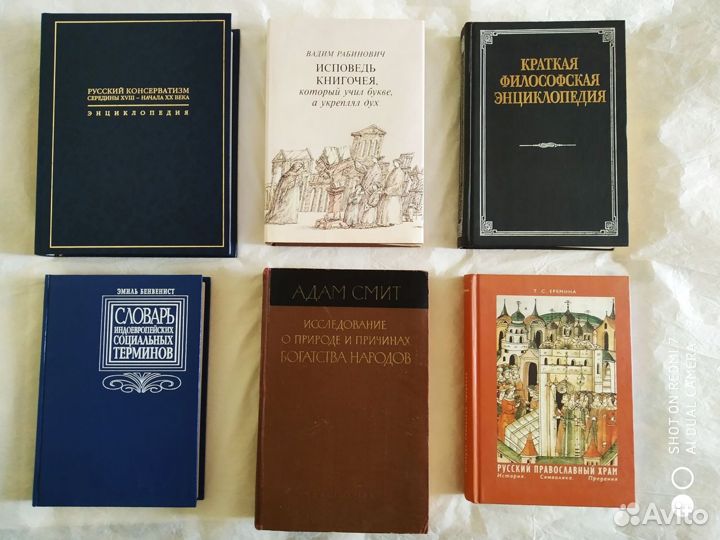 РУССКИЙ КОНСЕРВАТИЗМ
СЕРЕДИНЫ XVIII – НАЧАЛА XX ВЕКА
ЭНЦИКЛОПЕДИЯ
ВАДИМ РАБИНОВИЧ
ИСПОВЕДЬ
КНИГОЧЕЯ,
который учил букве,
а укреплял дух
КРАТКАЯ
ФИЛОСОФСКАЯ
ЭНЦИКЛОПЕДИЯ
ЭМИЛЬ БЕНВЕНИСТ
СЛОВАРЬ
ИНДОЕВРОПЕЙСКИХ
СОЦИАЛЬНЫХ
ТЕРМИНОВ
АДАМ СМИТ
ИССЛЕДОВАНИЕ
О ПРИРОДЕ И ПРИЧИНАХ
БОГАТСТВА НАРОДОВ
Т. С. ЕРЕМИНА
РУССКИЙ ПРАВОСЛАВНЫЙ ХРАМ
История. Символика. Предания
SHOT ON REDMI 7
AI DUAL CAMERA
Avito